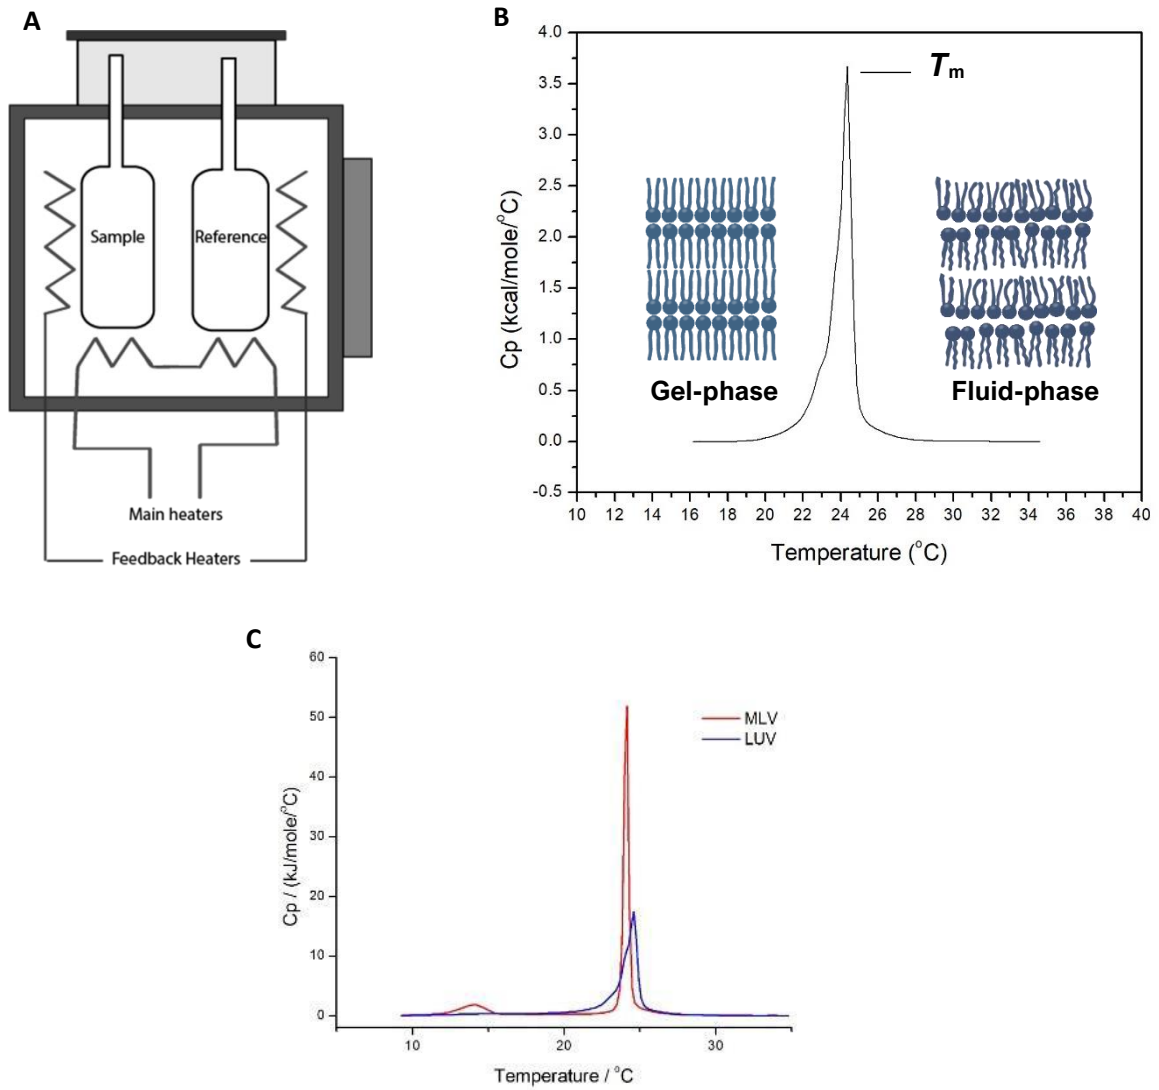 A
Sample
Reference
Main heaters
Feedback Heaters
B
4.0
3.5
3.0
2.5
2.0
1.5
1.0
0.5
0.0
-0.5
Cp (kcal/mole/°C)
Tm
Gel-phase
Fluid-phase
10 12 14 16 18 20 22 24 26 28 30 32 34 36 38 40
Temperature (°C)
C
60
50
40
30
20
10
0
Cp / (kJ/mole/°C)
MLV
LUV
10 20 30
Temperature / °C